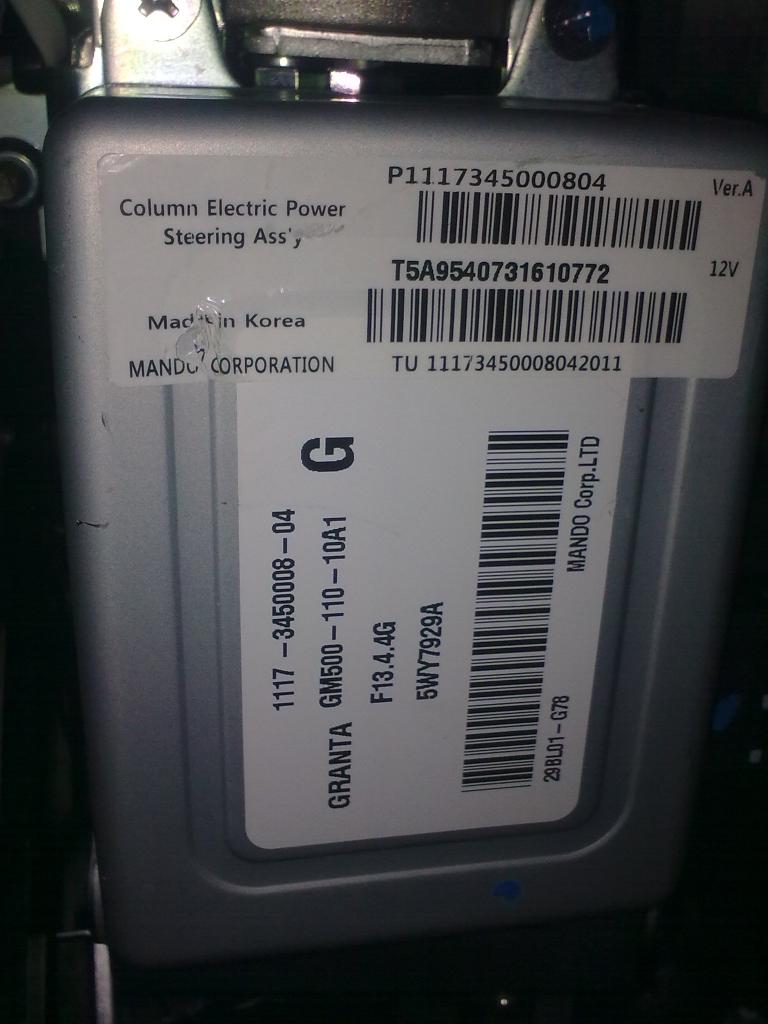 P1117345000804
Ver.A
Column Electric Power
Steering Ass',
T5A9540731610772
12V
Made in Korea
MANDO CORPORATION
TU 11173450008042011
G
1117-3450008-04
GRANTA GM500-110-10A1
F13.4.4G
5WY7929A
29BL01-G78
MANDO Corp.LTD